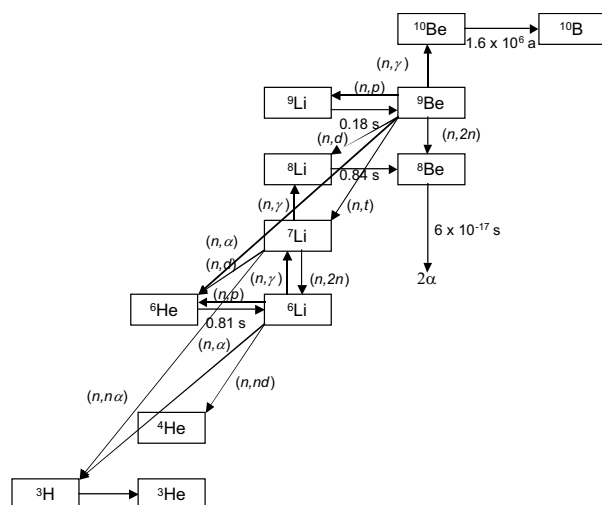 ¹⁰Be
¹⁰B
1.6 x 10⁶ a
(n,γ)
(n,p)
⁹Li
⁹Be
0.18 s
(n,d)
(n,2n)
⁸Li
⁸Be
0.84 s
(n,γ)
(n,t)
(n,α)
⁷Li
6 x 10⁻¹⁷ s
(n,d)
(n,γ)
(n,2n)
2α
(n,p)
⁶He
⁶Li
0.81 s
(n,α)
(n,nd)
(n,nα)
⁴He
³H
³He